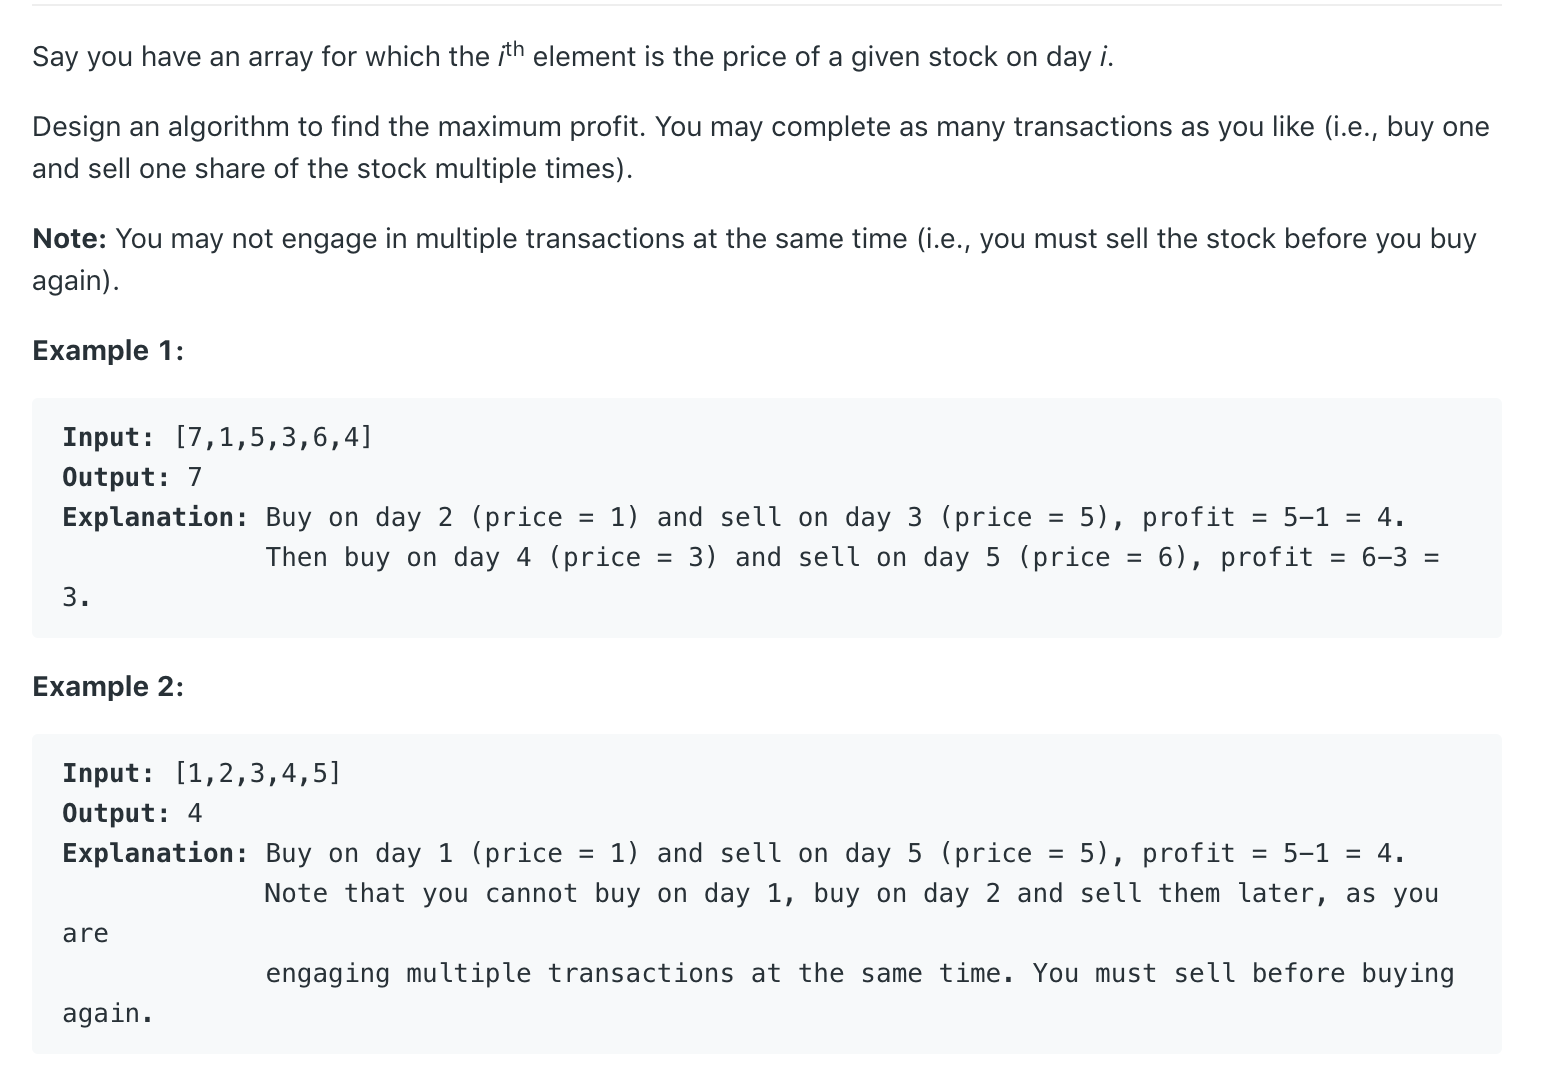 Say you have an array for which the ith element is the price of a given stock on day i.
Design an algorithm to find the maximum profit. You may complete as many transactions as you like (i.e., buy one
and sell one share of the stock multiple times).
Note: You may not engage in multiple transactions at the same time (i.e., you must sell the stock before you buy
again).
Example 1:
Input: [7,1,5,3,6,4]
Output: 7
Explanation: Buy on day 2 (price = 1) and sell on day 3 (price = 5), profit = 5-1 = 4.
Then buy on day 4 (price = 3) and sell on day 5 (price = 6), profit = 6-3 =
3.
Example 2:
Input: [1,2,3,4,5]
Output: 4
Explanation: Buy on day 1 (price = 1) and sell on day 5 (price = 5), profit = 5-1 = 4.
Note that you cannot buy on day 1, buy on day 2 and sell them later, as you
are
engaging multiple transactions at the same time. You must sell before buying
again.